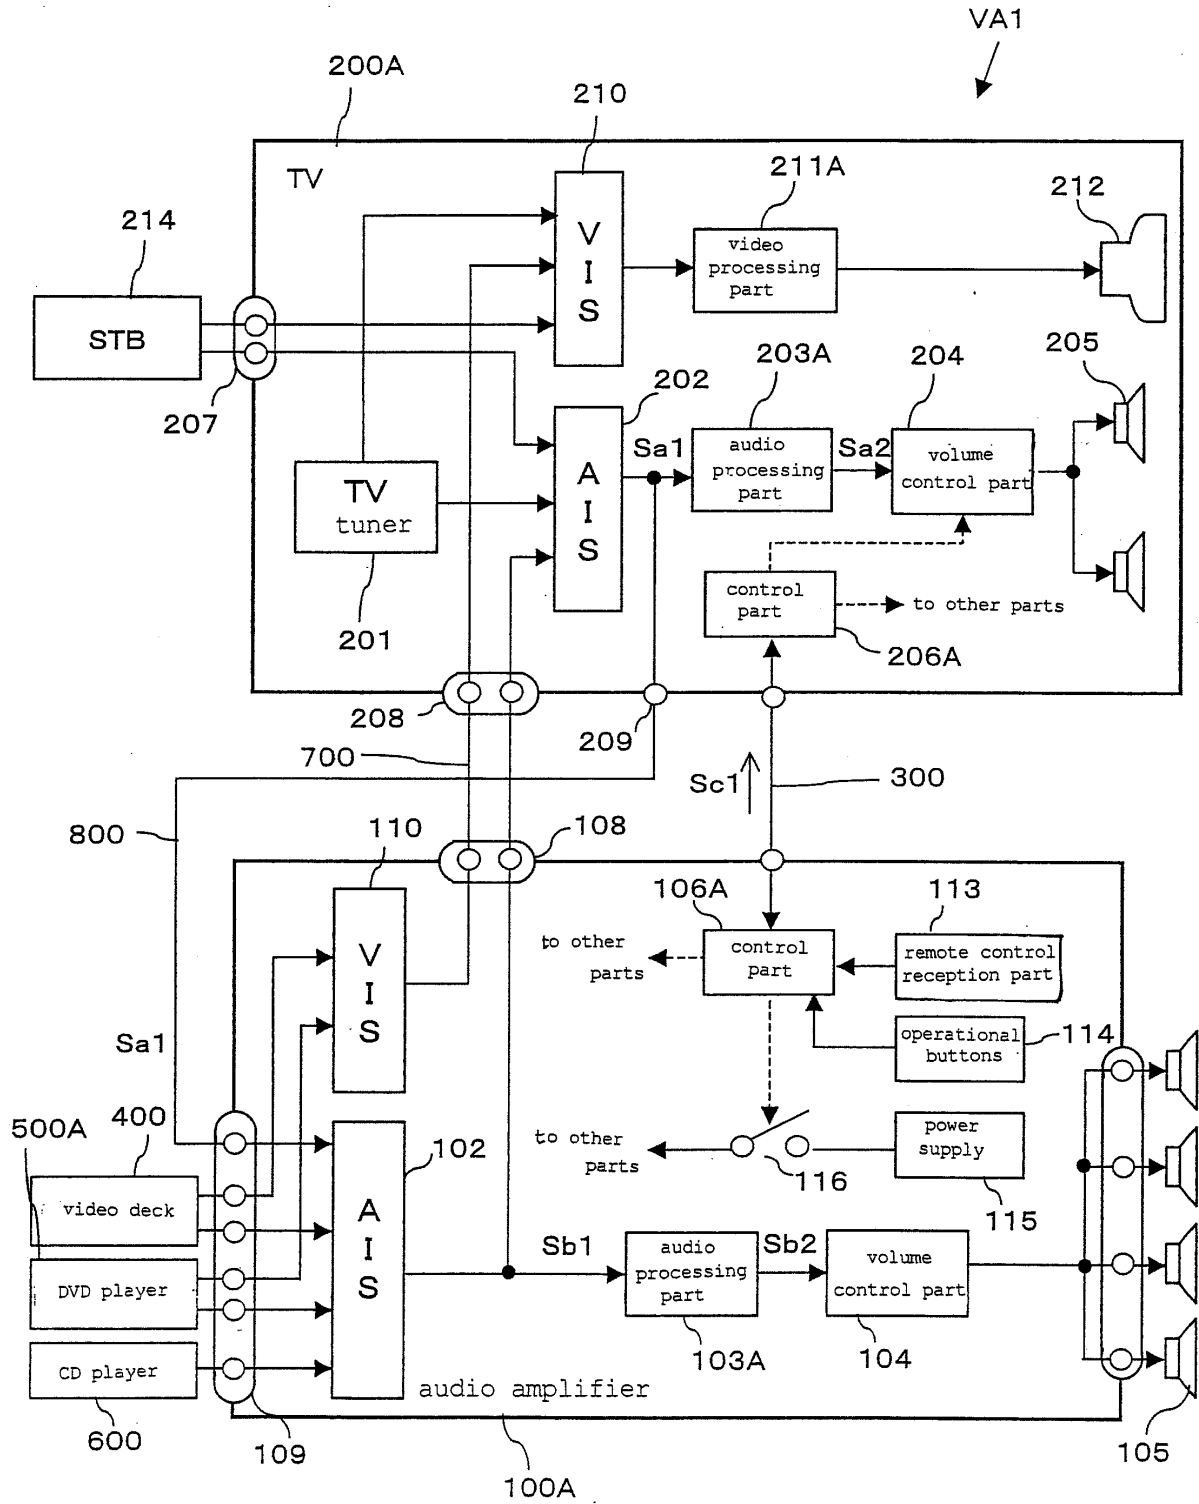 VA1
200A
210
TV
211A
212
214
V
I
S
video
processing
part
STB
207
202
203A
204
205
Sa1
audio
processing
part
Sa2
volume
control part
A
I
S
TV
tuner
201
control
part
to other parts
206A
208
209
700
Sc1
300
800
110
108
106A
113
V
I
S
to other
parts
control
part
remote control
reception part
operational
buttons
114
Sa1
400
500A
102
to other
parts
116
power
supply
115
video deck
A
I
S
Sb1
audio
processing
part
Sb2
volume
control part
DVD player
103A
104
CD player
audio amplifier
600
109
100A
105